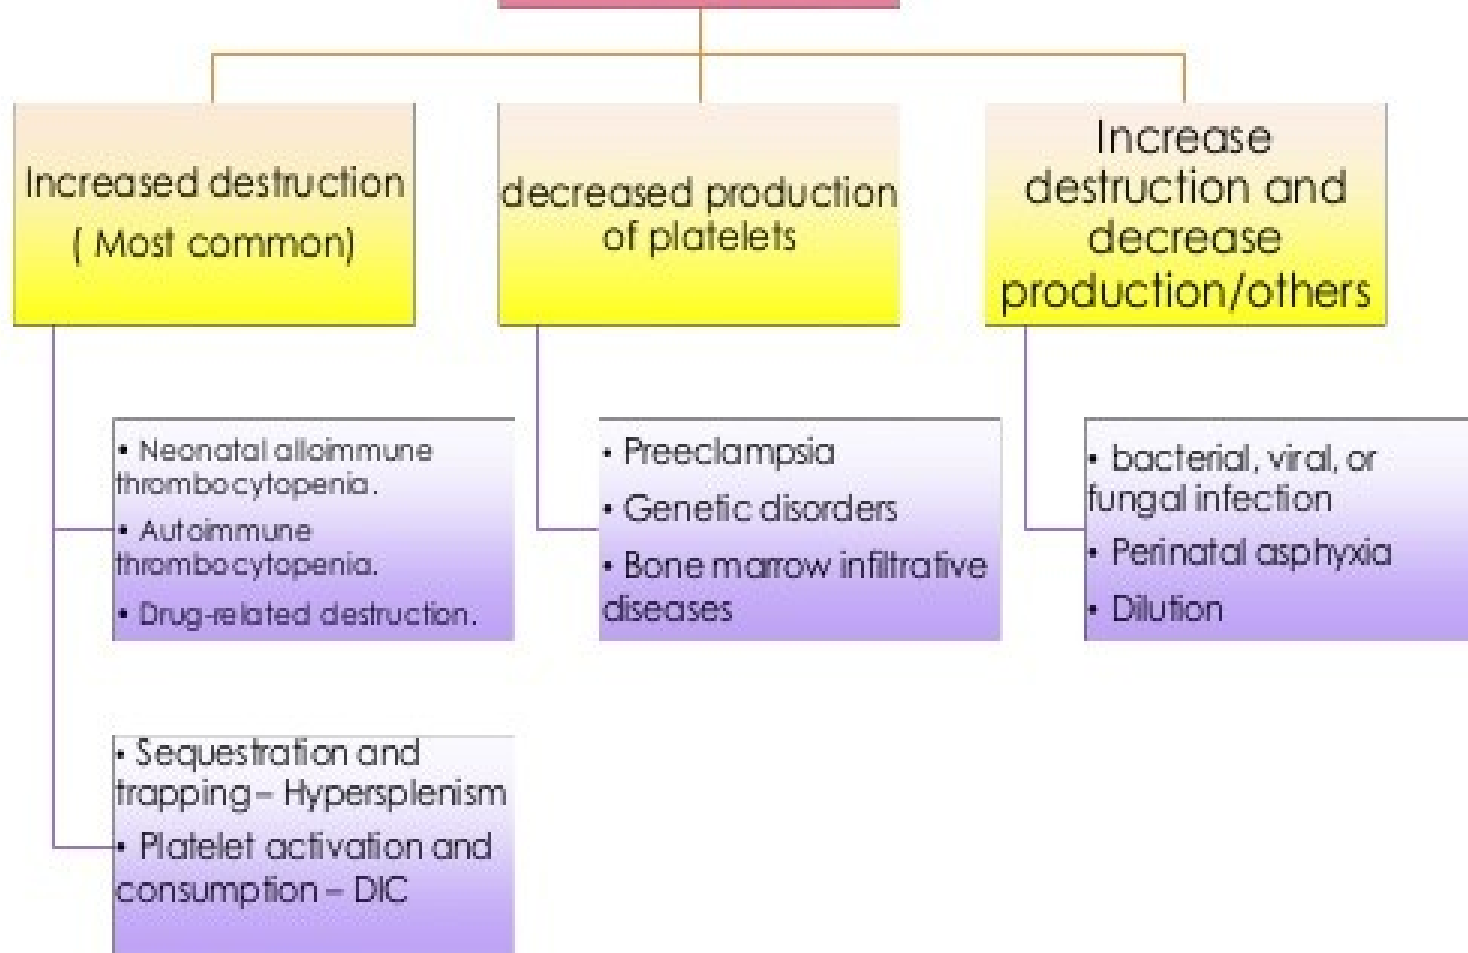 Increased destruction
( Most common)
decreased production
of platelets
Increase
destruction and
decrease
production/others
• Neonatal alloimmune
thrombocytopenia.
• Autoimmune
thrombocytopenia.
• Drug-related destruction.
• Sequestration and
trapping – Hypersplenism
• Platelet activation and
consumption – DIC
• Preeclampsia
• Genetic disorders
• Bone marrow infiltrative
diseases
• bacterial, viral, or
fungal infection
• Perinatal asphyxia
• Dilution